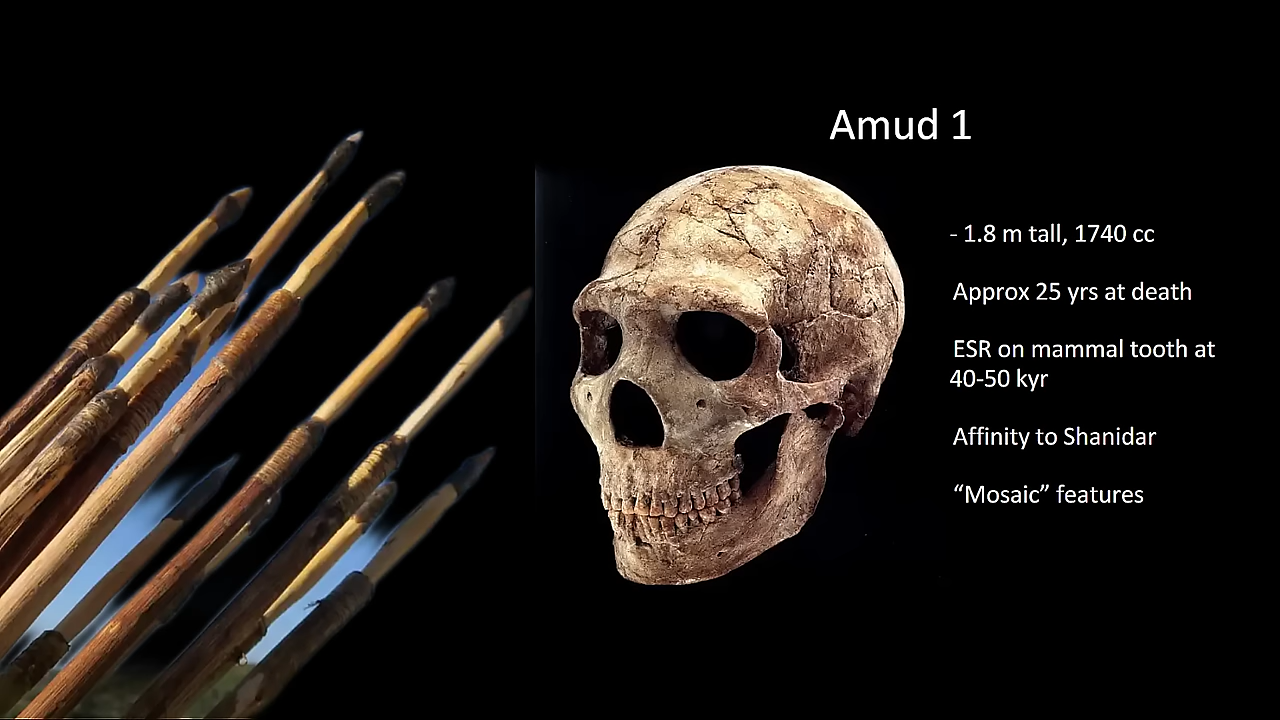 Amud 1
- 1.8 m tall, 1740 cc
Approx 25 yrs at death
ESR on mammal tooth at
40-50 kyr
Affinity to Shanidar
“Mosaic” features